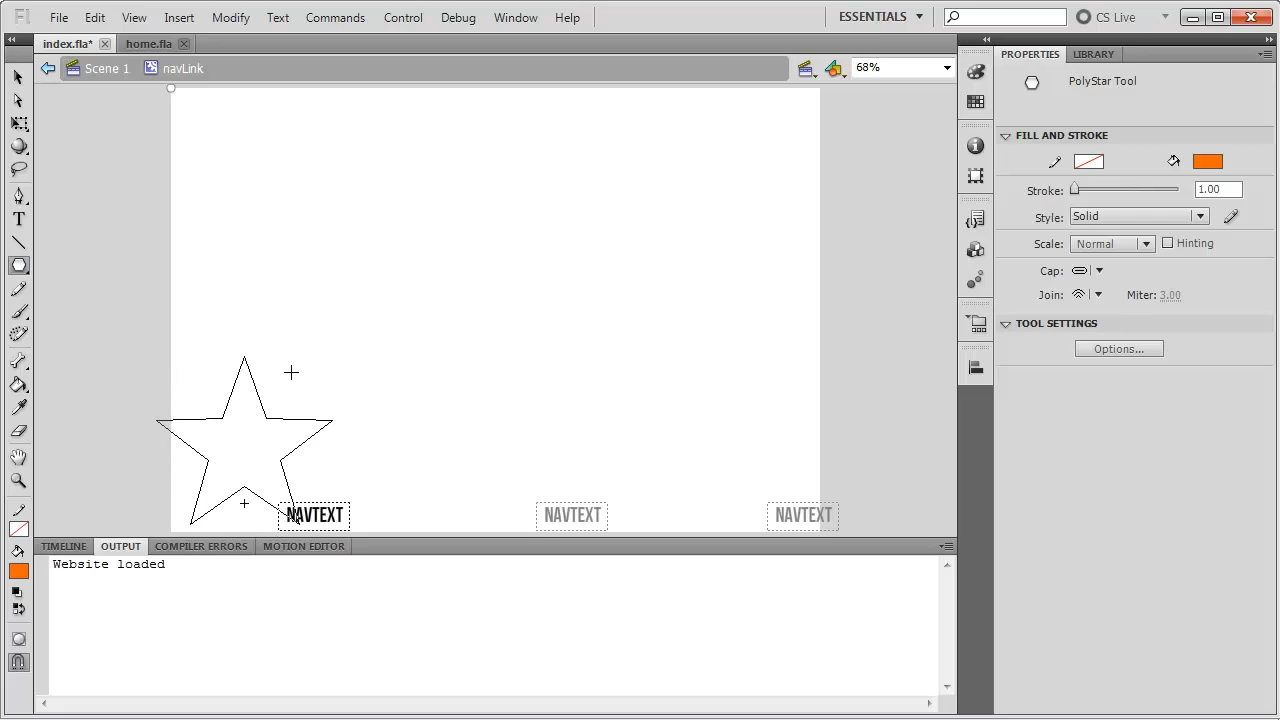 Fl File Edit View Insert Modify Text Commands Control Debug Window Help ESSENTIALS CS Live
index.fla* home.fla
Scene 1 navLink 68%
NAVTEXT NAVTEXT NAVTEXT
TIMELINE OUTPUT COMPILER ERRORS MOTION EDITOR
Website loaded
PROPERTIES LIBRARY
PolyStar Tool
FILL AND STROKE
Stroke: 1.00
Style: Solid
Scale: Normal Hinting
Cap:
Join: Miter: 3.00
TOOL SETTINGS
Options...